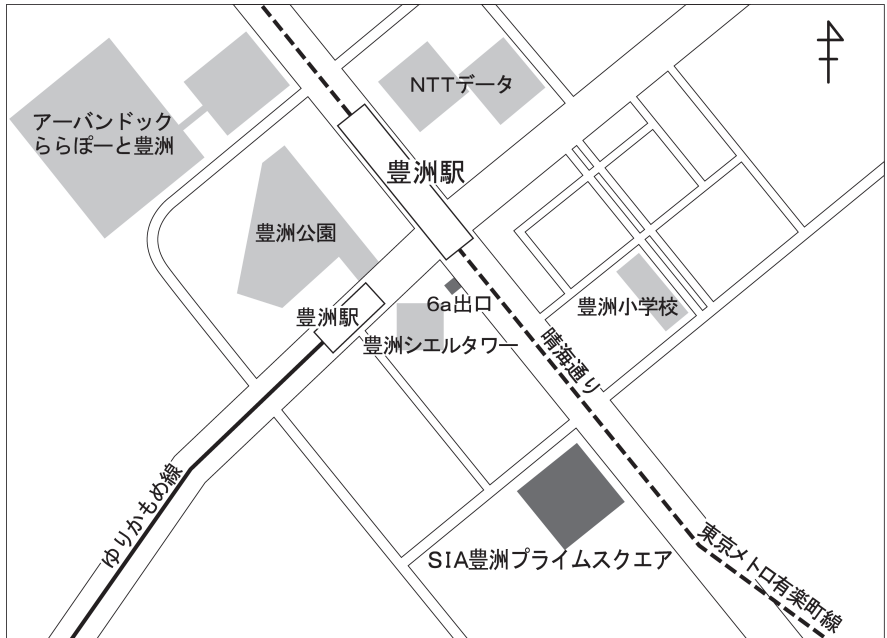 NTTデータ
アーバンドック
ららぽーと豊洲
豊洲駅
豊洲公園
6a出口
豊洲小学校
豊洲駅
豊洲シエルタワー
晴海通り
ゆりかもめ線
SIA豊洲プライムスクエア
東京メトロ有楽町線